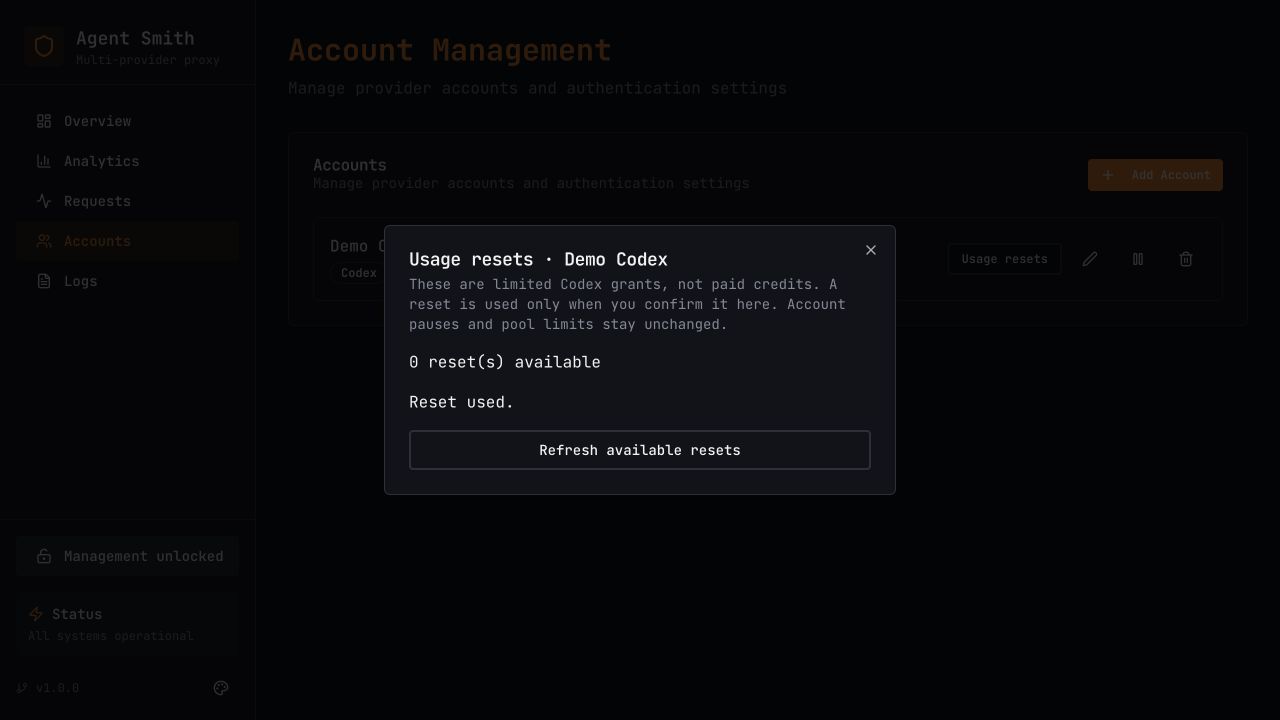 Agent Smith
Multi-provider proxy
Overview
Analytics
Requests
Accounts
Logs
Management unlocked
Status
All systems operational
v1.0.0
Account Management
Manage provider accounts and authentication settings
Accounts
Manage provider accounts and authentication settings
Add Account
Demo
Codex
Usage resets
Usage resets · Demo Codex
These are limited Codex grants, not paid credits. A
reset is used only when you confirm it here. Account
pauses and pool limits stay unchanged.
0 reset(s) available
Reset used.
Refresh available resets